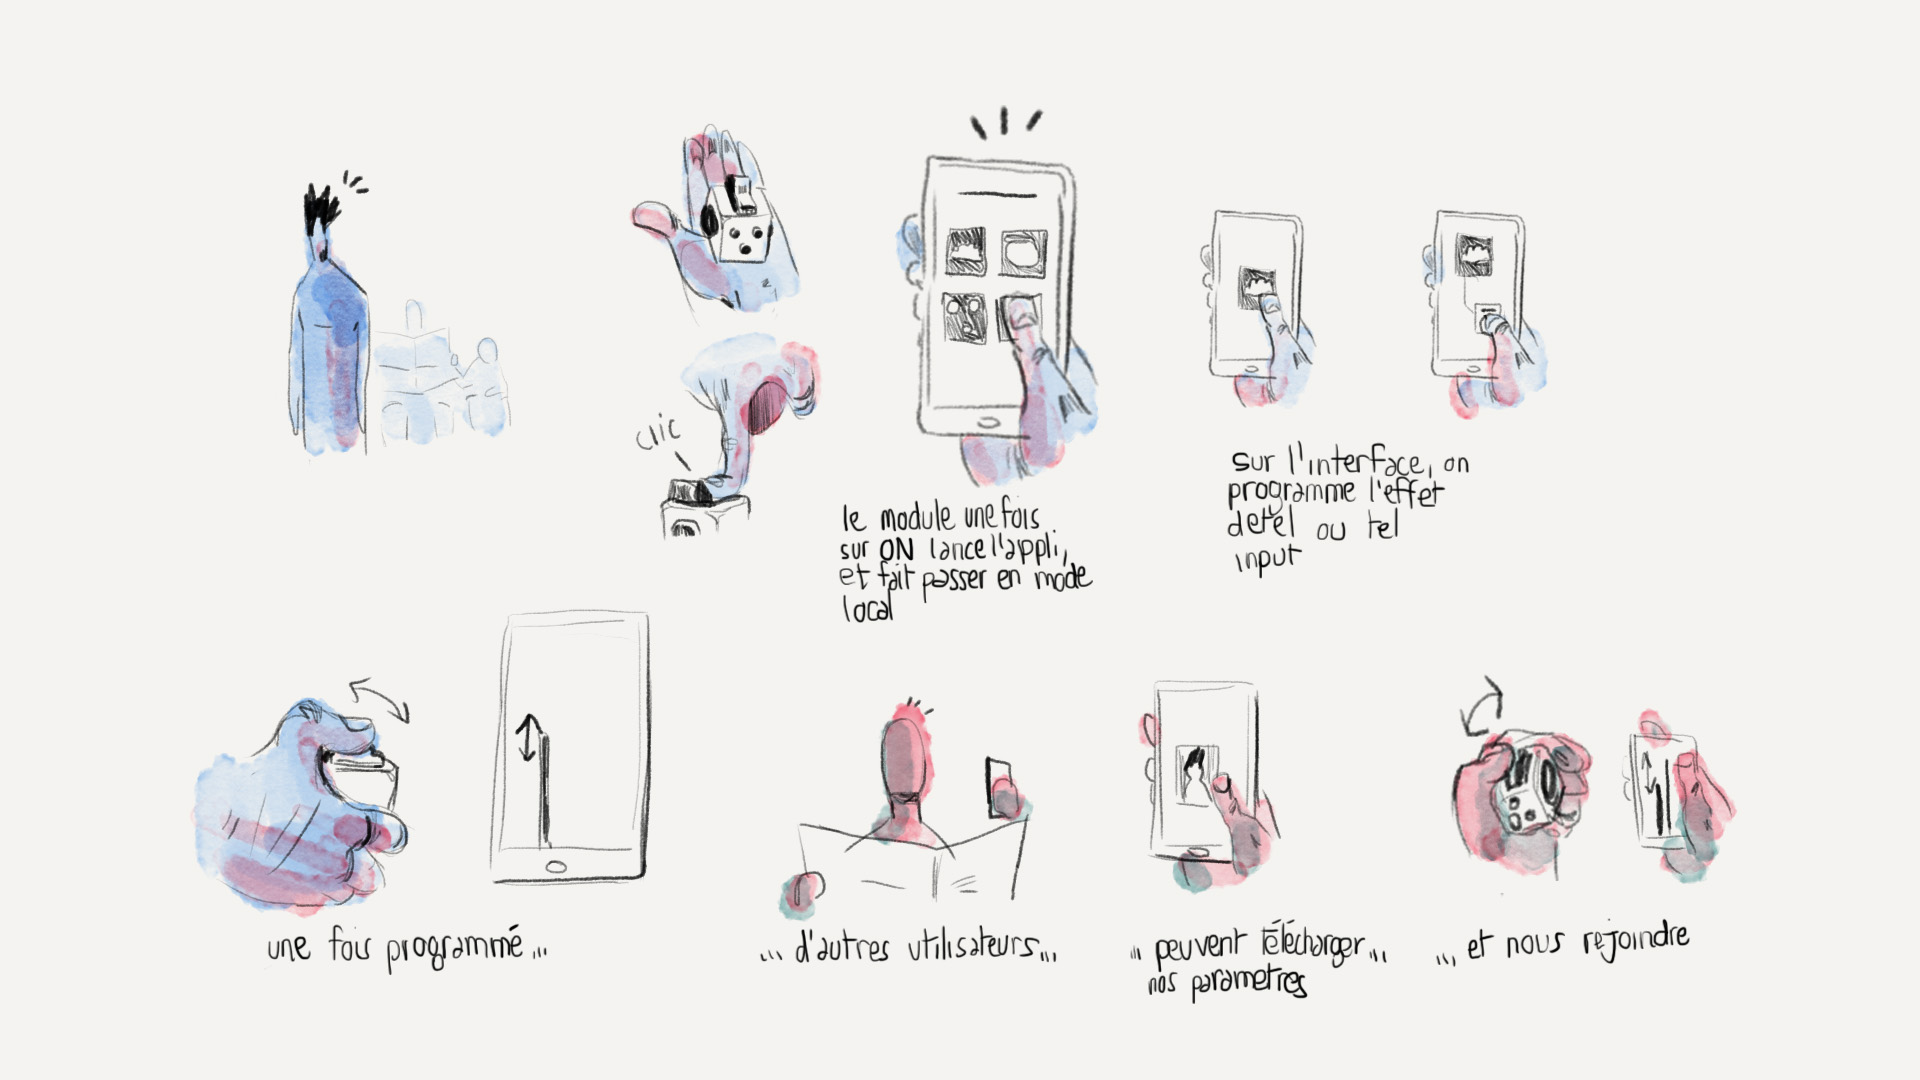 clic
le module une fois
sur ON lance l'appli,
et fait passer en mode
local
sur l'interface, on
programme l'effet
de tel ou tel
input
une fois programmé...
... d'autres utilisateurs...
... peuvent télécharger...
nos parametres
... et nous rejoindre